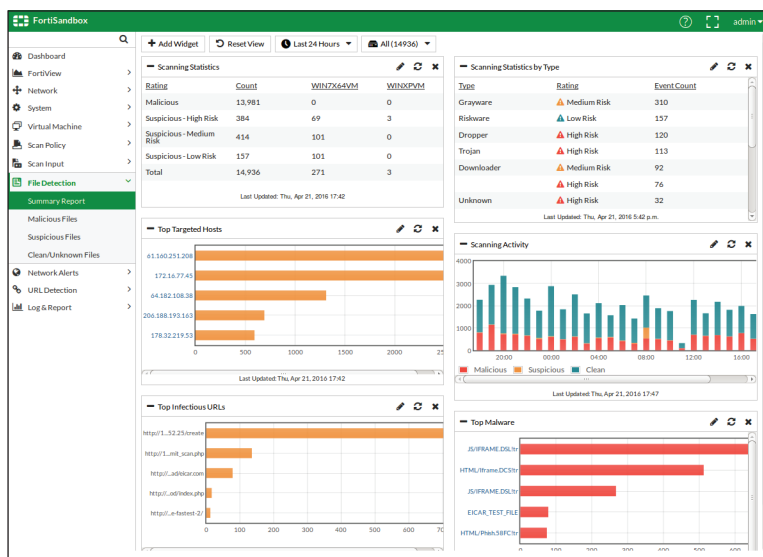 FortiSandbox
admin
Dashboard
FortiView
Network
System
Virtual Machine
Scan Policy
Scan Input
File Detection
Summary Report
Malicious Files
Suspicious Files
Clean/Unknown Files
Network Alerts
URL Detection
Log & Report
Add Widget Reset View Last 24 Hours All (14936)
Scanning Statistics
Rating Count WIN7X64VM WINXPVM
Malicious 13,981 0 0
Suspicious - High Risk 384 69 3
Suspicious - Medium
Risk 414 101 0
Suspicious - Low Risk 157 101 0
Total 14,936 271 3
Last Updated: Thu, Apr 21, 2016 17:42
Scanning Statistics by Type
Type Rating Event Count
Grayware Medium Risk 310
Riskware Low Risk 157
Dropper High Risk 120
Trojan High Risk 113
Downloader Medium Risk 92
High Risk 76
Unknown High Risk 32
Last Updated: Thu, Apr 21, 2016 5:42 p.m.
Top Targeted Hosts
61.160.251.208
172.16.77.45
64.182.108.38
206.188.193.163
178.32.219.53
0 500 1000 1500 2000 25
Last Updated: Thu, Apr 21, 2016 17:42
Scanning Activity
4000
3000
2000
1000
0
20:00 00:00 04:00 08:00 12:00 16:00
Malicious Suspicious Clean
Last Updated: Thu, Apr 21, 2016 17:47
Top Infectious URLs
http://1...52.25/create
http://1...mit_scan.php
http://...ad/eicar.com
http://...od/index.php
http://...e-fastest-2/
0 100 200 300 400 500 600 70
Top Malware
JS/IFRAME.DSL!tr
HTML/Iframe.DCS!tr
JS/IFRAME.DSL!tr
EICAR_TEST_FILE
HTML/Phish.58FC!tr
0 100 200 300 400 500 600